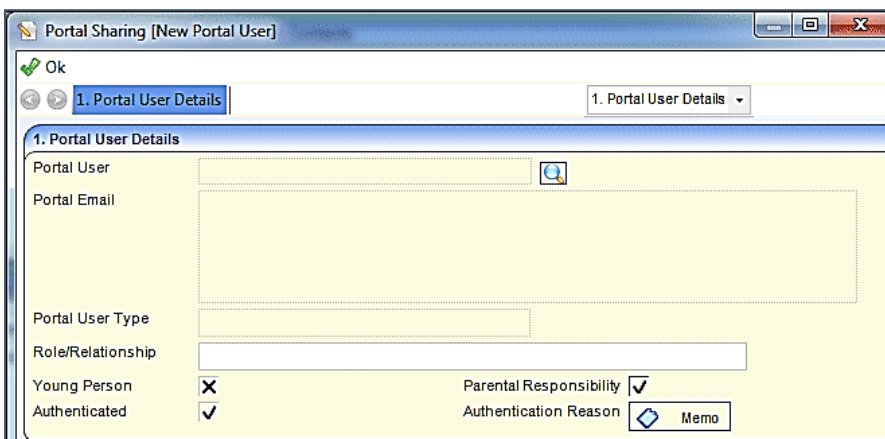 Portal Sharing [New Portal User]
Ok
1. Portal User Details 1. Portal User Details
1. Portal User Details
Portal User
Portal Email
Portal User Type
Role/Relationship
Young Person Parental Responsibility
Authenticated Authentication Reason Memo